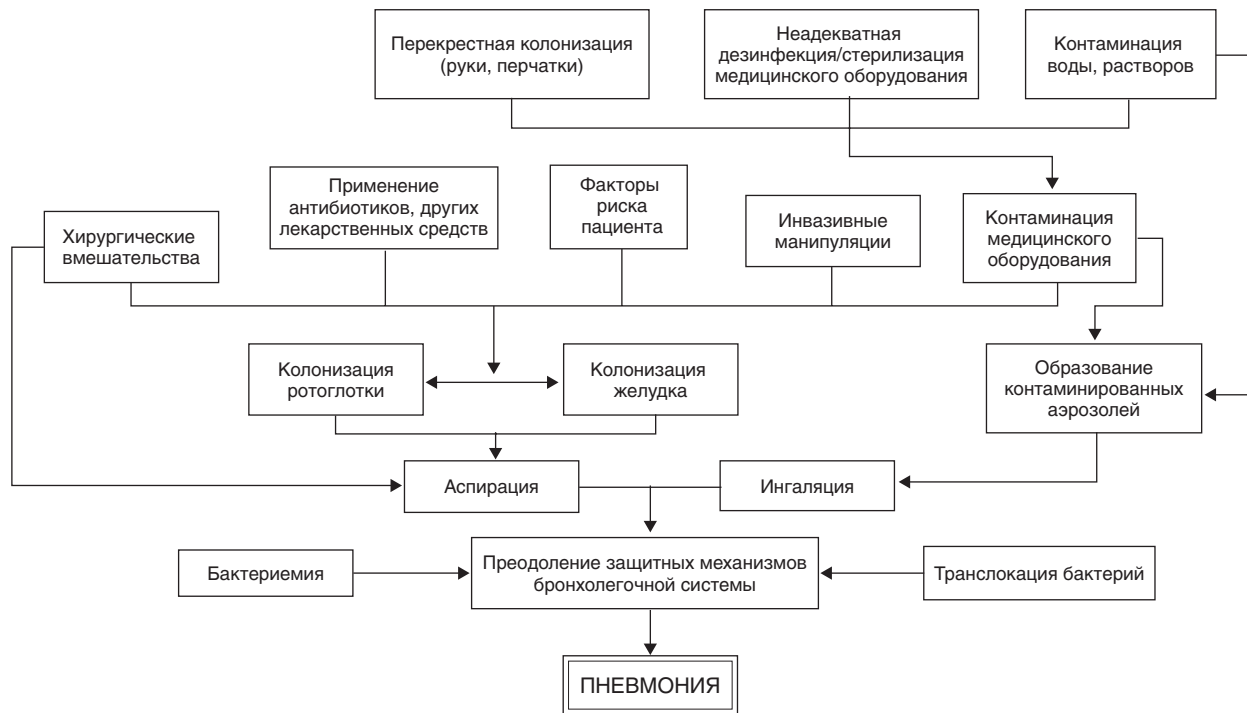 Перекрестная колонизация
(руки, перчатки)
Неадекватная
дезинфекция/стерилизация
медицинского оборудования
Контаминация
воды, растворов
Хирургические
вмешательства
Применение
антибиотиков, других
лекарственных средств
Факторы
риска
пациента
Инвазивные
манипуляции
Контаминация
медицинского
оборудования
Колонизация
ротоглотки
Колонизация
желудка
Образование
контаминированных
аэрозолей
Аспирация
Ингаляция
Бактериемия
Преодоление защитных механизмов
бронхолегочной системы
Транслокация бактерий
ПНЕВМОНИЯ